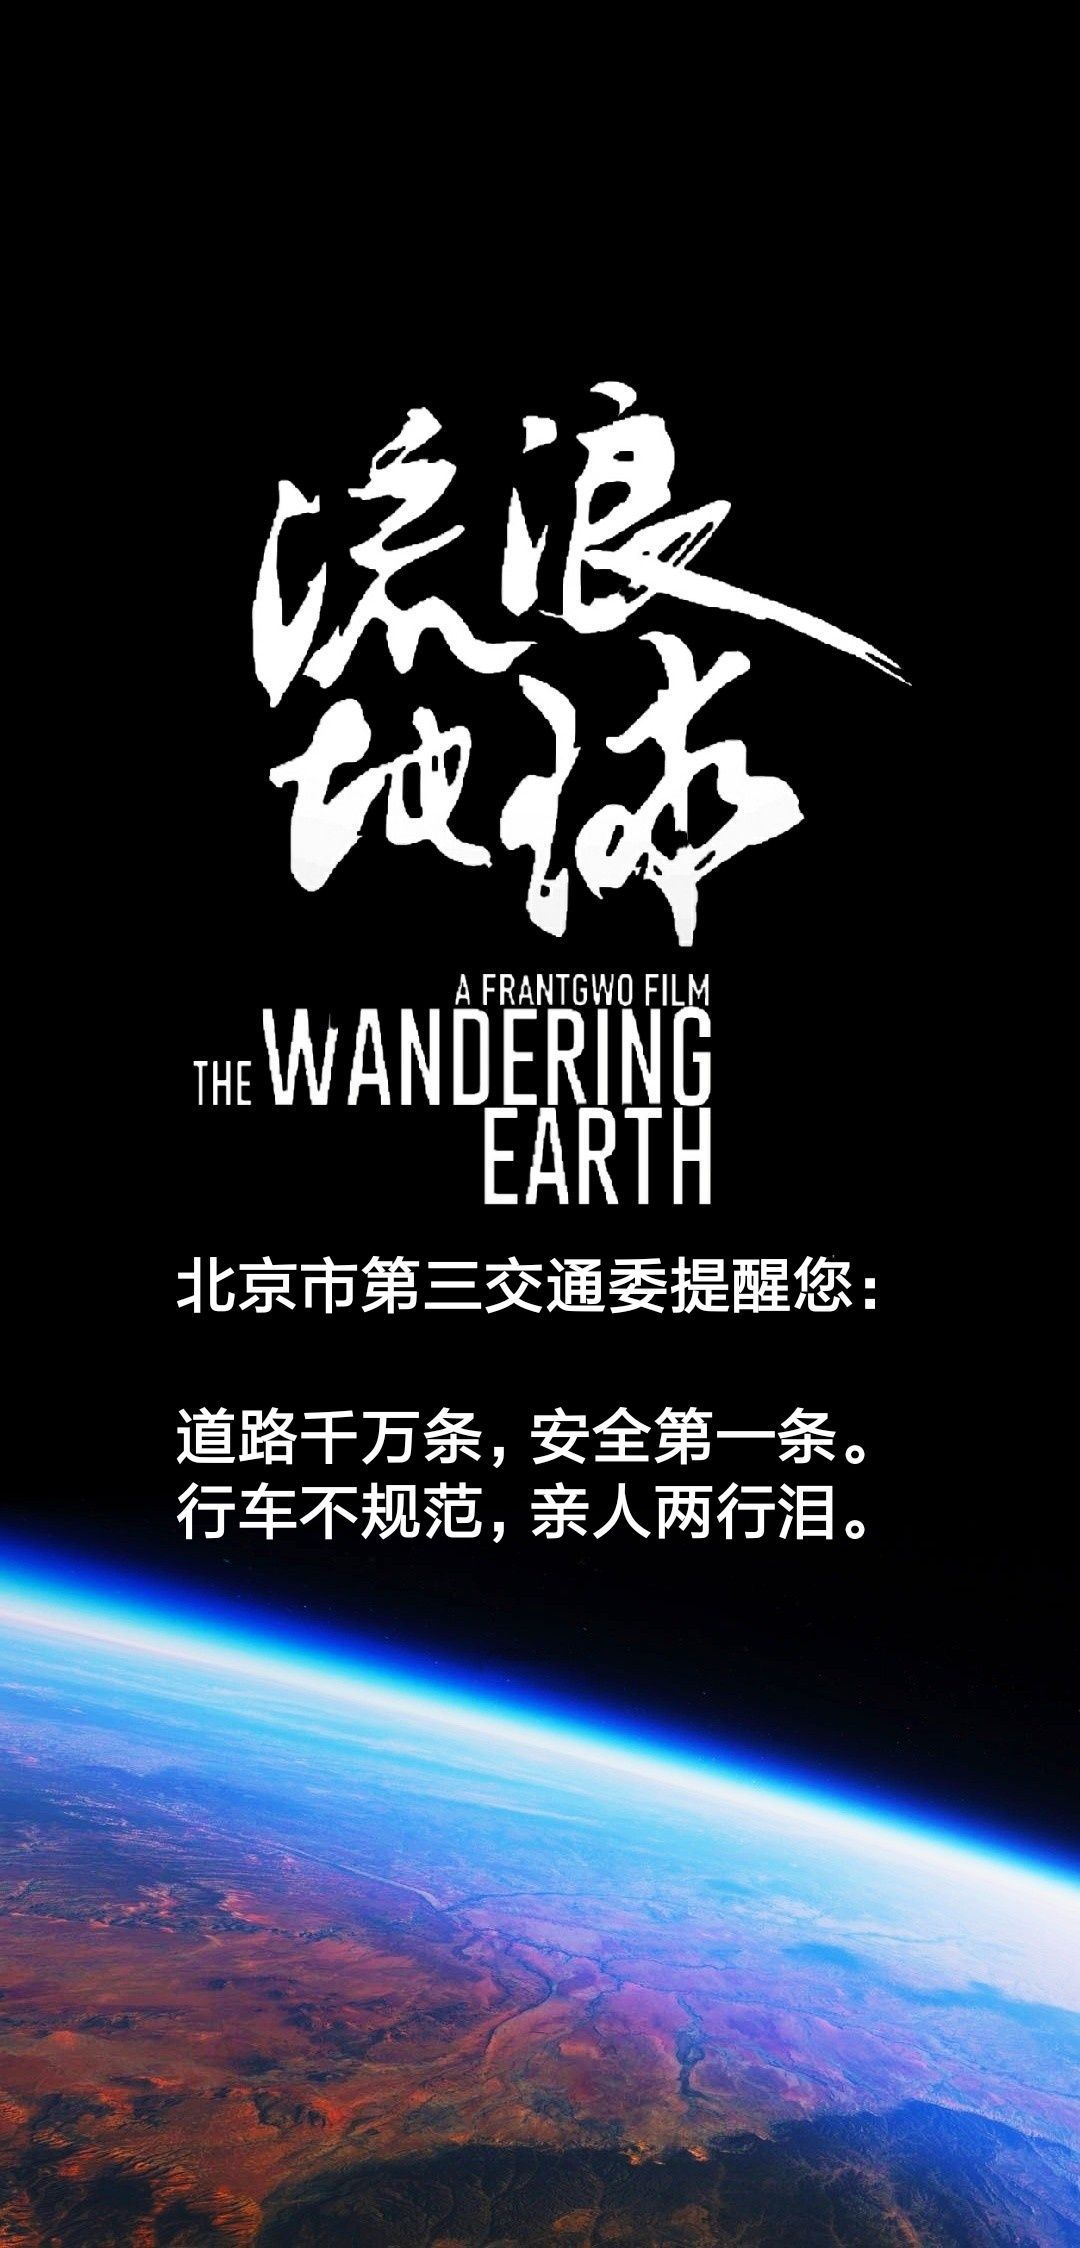 流浪
地球
A FRANTGWO FILM
THE WANDERING
EARTH
北京市第三交通委提醒您：
道路千万条，安全第一条。
行车不规范，亲人两行泪。